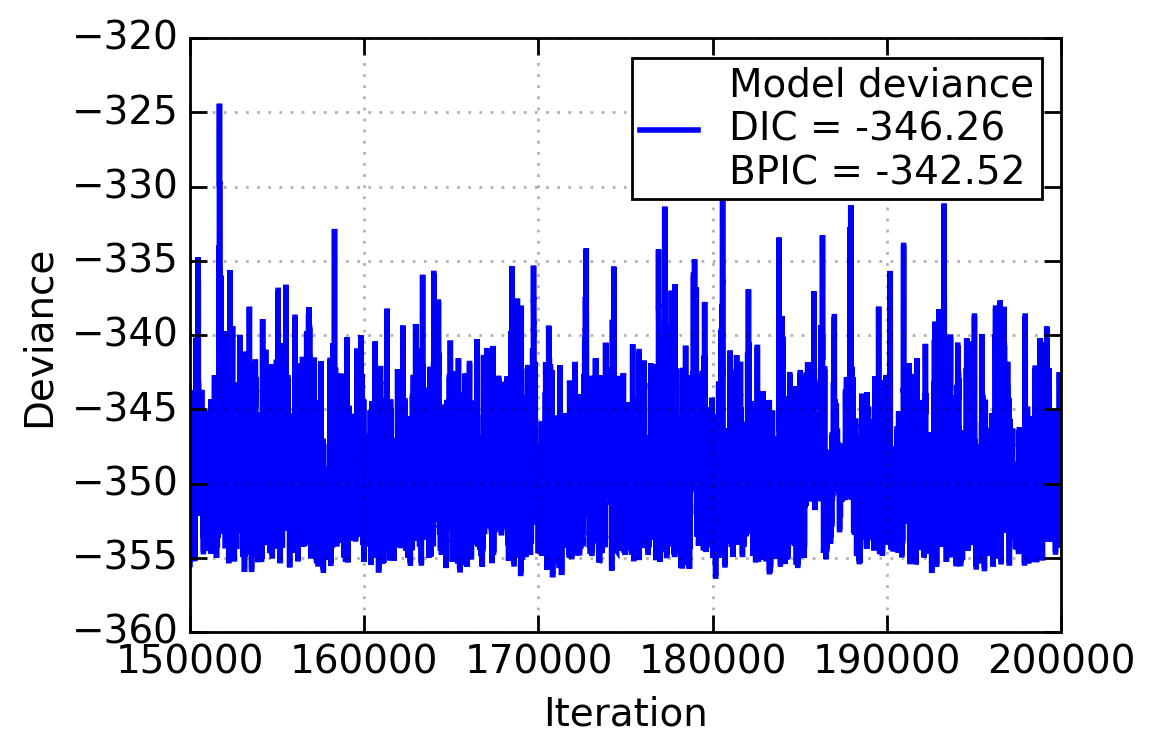 −320
−325
−330
−335
−340
−345
−350
−355
−360
Deviance
Model deviance
DIC = -346.26
BPIC = -342.52
150000 160000 170000 180000 190000 200000
Iteration